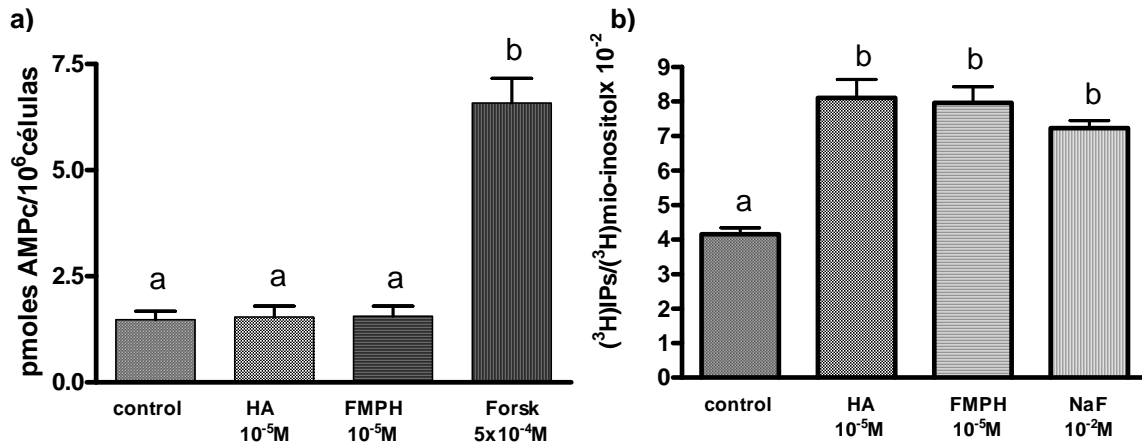 a)
pmoles AMPc/10⁶células
7.5
5.0
2.5
0.0
a
a
a
b
control
HA
10⁻⁵M
FMPH
10⁻⁵M
Forsk
5x10⁻⁴M
b)
(³H)IPs/(³H)mio-inositolx 10⁻²
9
8
7
6
5
4
3
2
1
0
a
b
b
b
control
HA
10⁻⁵M
FMPH
10⁻⁵M
NaF
10⁻²M